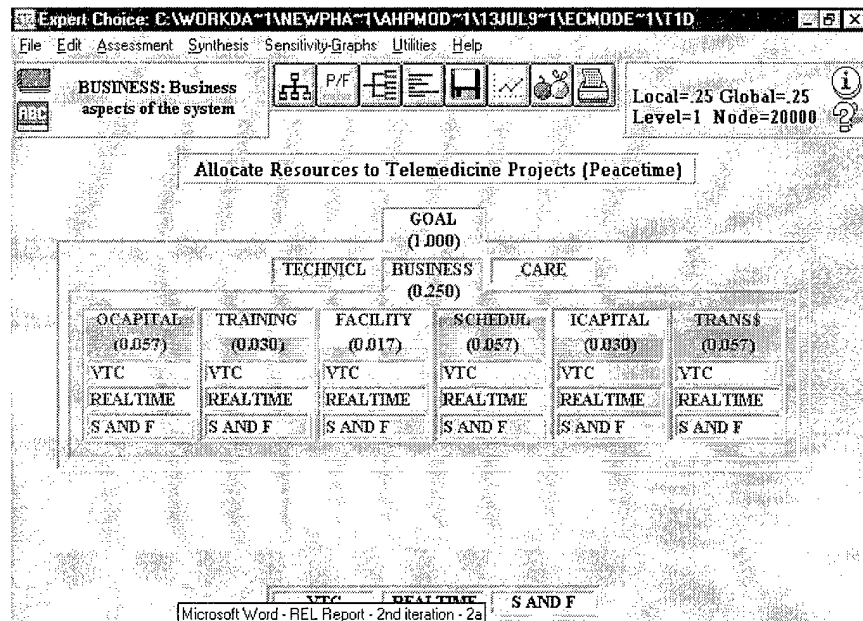 Expert Choice: C:\WORKDA~1\NEWPHA~1\AHPMOD~1\13JUL9~1\ECMODE~1\T1D
File Edit Assessment Synthesis Sensitivity-Graphs Utilities Help
BUSINESS: Business
aspects of the system
ABC
P/F
Local=.25 Global=.25
Level=1 Node=20000
Allocate Resources to Telemedicine Projects (Peacetime)
GOAL
(1.000)
TECHNICL BUSINESS CARE
(0.250)
OCAPITAL TRAINING FACILITY SCHEDUL ICAPITAL TRANS$
(0.057) (0.030) (0.017) (0.057) (0.030) (0.057)
VTC VTC VTC VTC VTC VTC
REALTIME REALTIME REALTIME REALTIME REALTIME REALTIME
S AND F S AND F S AND F S AND F S AND F S AND F
VTC REALTIME S AND F
Microsoft Word - REL Report - 2nd iteration - 2a